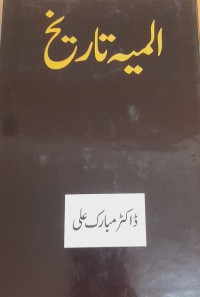 المیہ تاریخ
ڈاکٹر مبارک علی